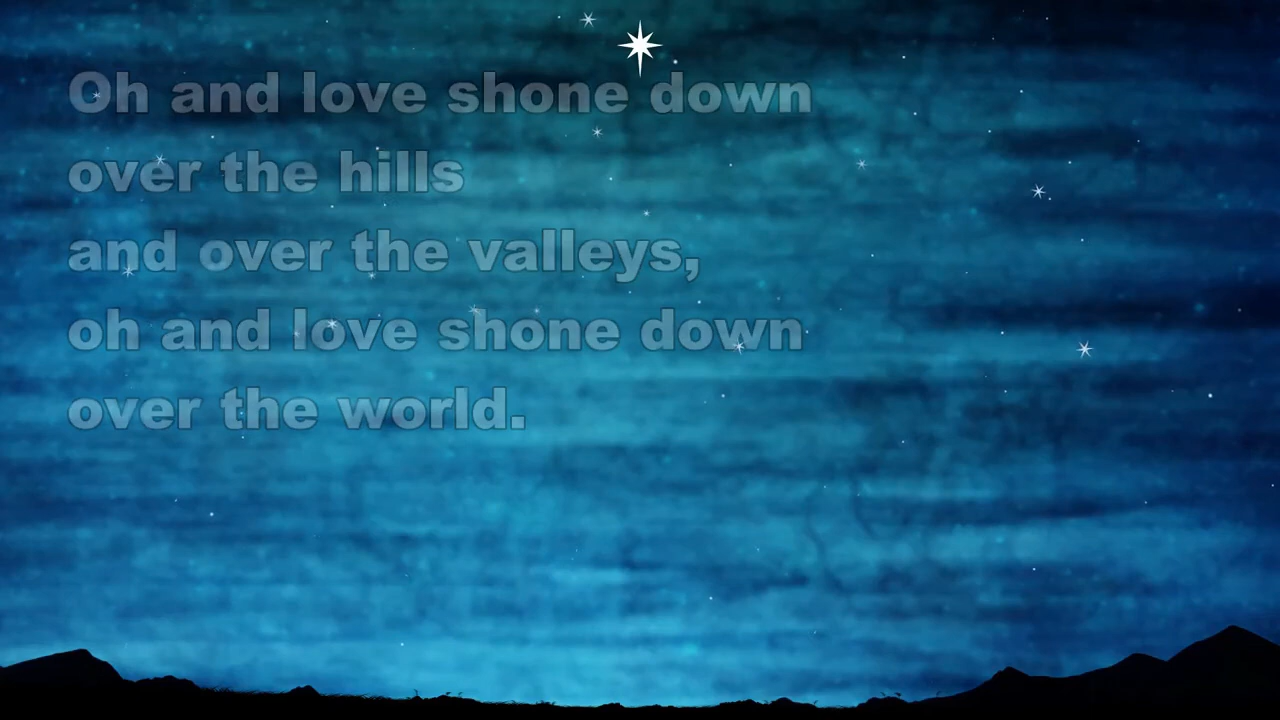 Oh and love shone down
over the hills
and over the valleys,
oh and love shone down
over the world.